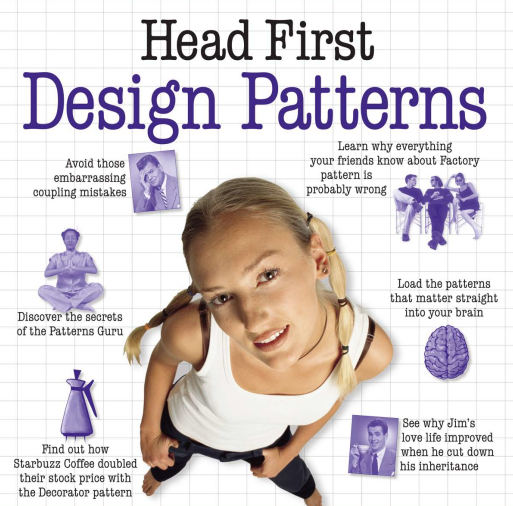 Head First
Design Patterns
Avoid those
embarrassing
coupling mistakes
Learn why everything
your friends know about Factory
pattern is
probably wrong
Discover the secrets
of the Patterns Guru
Load the patterns
that matter straight
into your brain
Find out how
Starbuzz Coffee doubled
their stock price with
the Decorator pattern
See why Jim's
love life improved
when he cut down
his inheritance